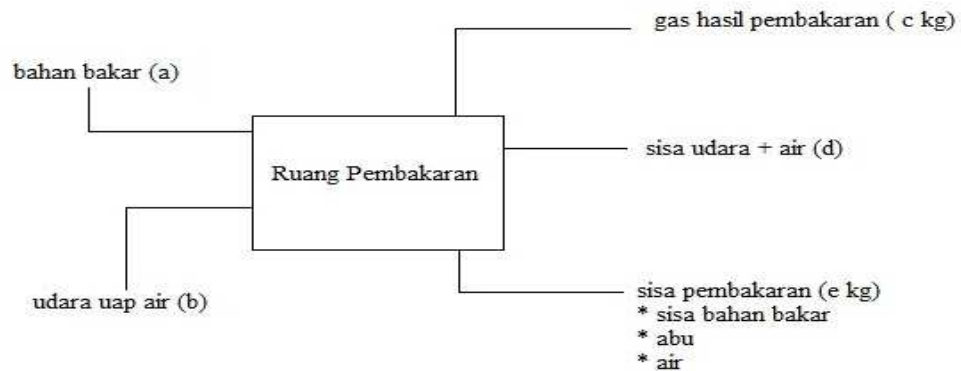 gas hasil pembakaran ( c kg)
bahan bakar (a)
sisa udara + air (d)
Ruang Pembakaran
udara uap air (b)
sisa pembakaran (e kg)
* sisa bahan bakar
* abu
* air